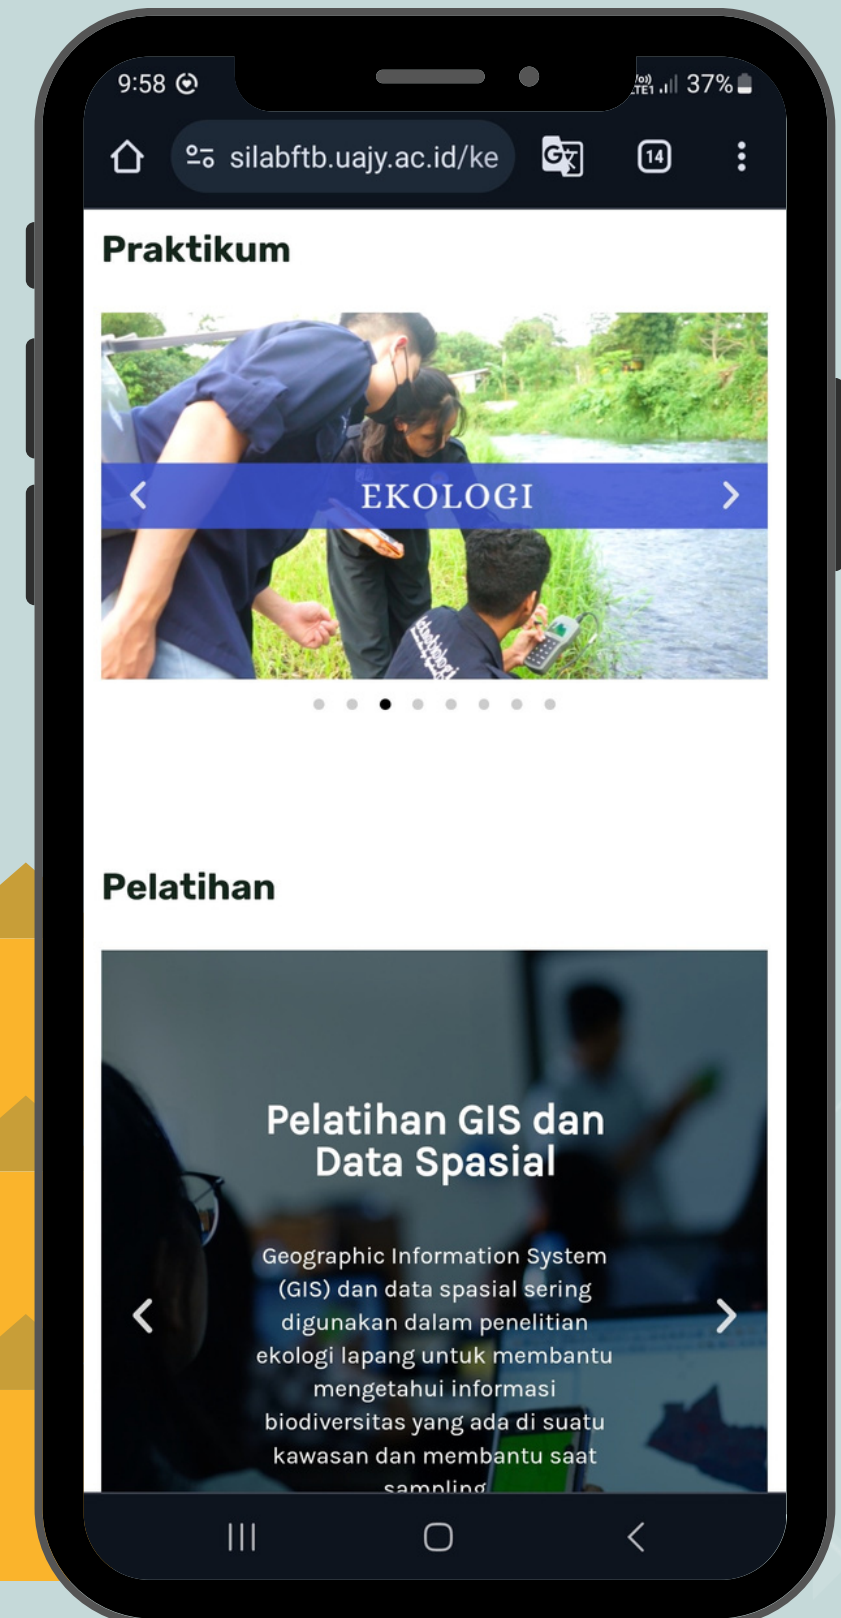 9:58
LTE1 37%
silabftb.uajy.ac.id/ke
14
Praktikum
EKOLOGI
Pelatihan
Pelatihan GIS dan
Data Spasial
Geographic Information System
(GIS) dan data spasial sering
digunakan dalam penelitian
ekologi lapang untuk membantu
mengetahui informasi
biodiversitas yang ada di suatu
kawasan dan membantu saat
sampling